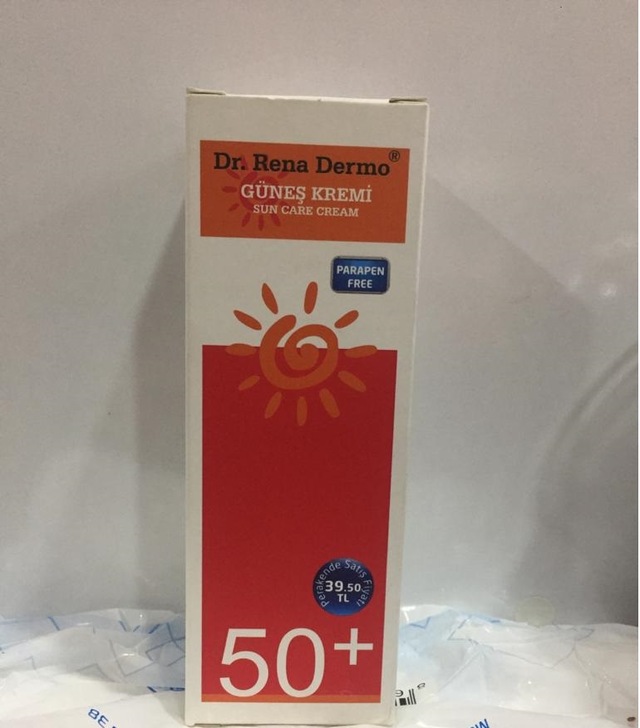 Dr. Rena Dermo®
GÜNEŞ KREMİ
SUN CARE CREAM
PARAPEN
FREE
Perakende Satış Fiyatı
39.50
TL
50+